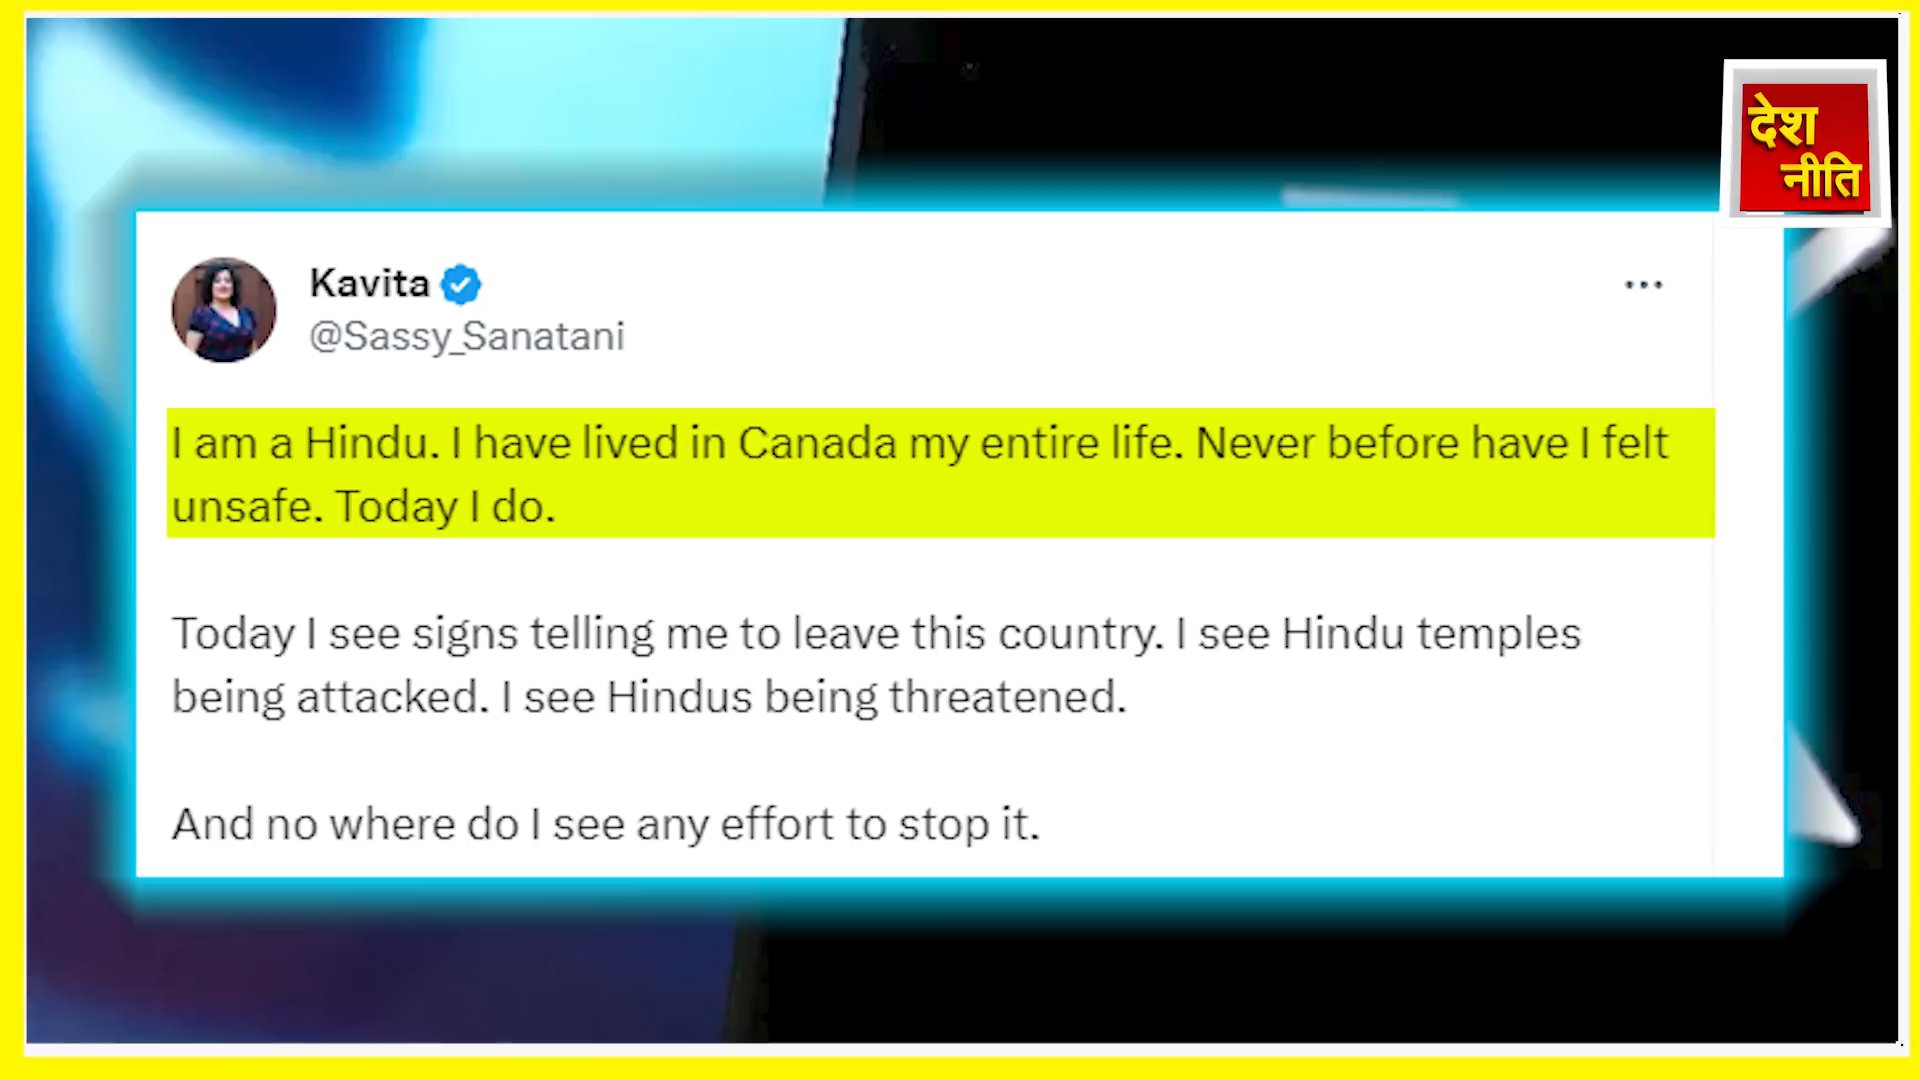 देश
नीति
Kavita
@Sassy_Sanatani
I am a Hindu. I have lived in Canada my entire life. Never before have I felt
unsafe. Today I do.
Today I see signs telling me to leave this country. I see Hindu temples
being attacked. I see Hindus being threatened.
And no where do I see any effort to stop it.